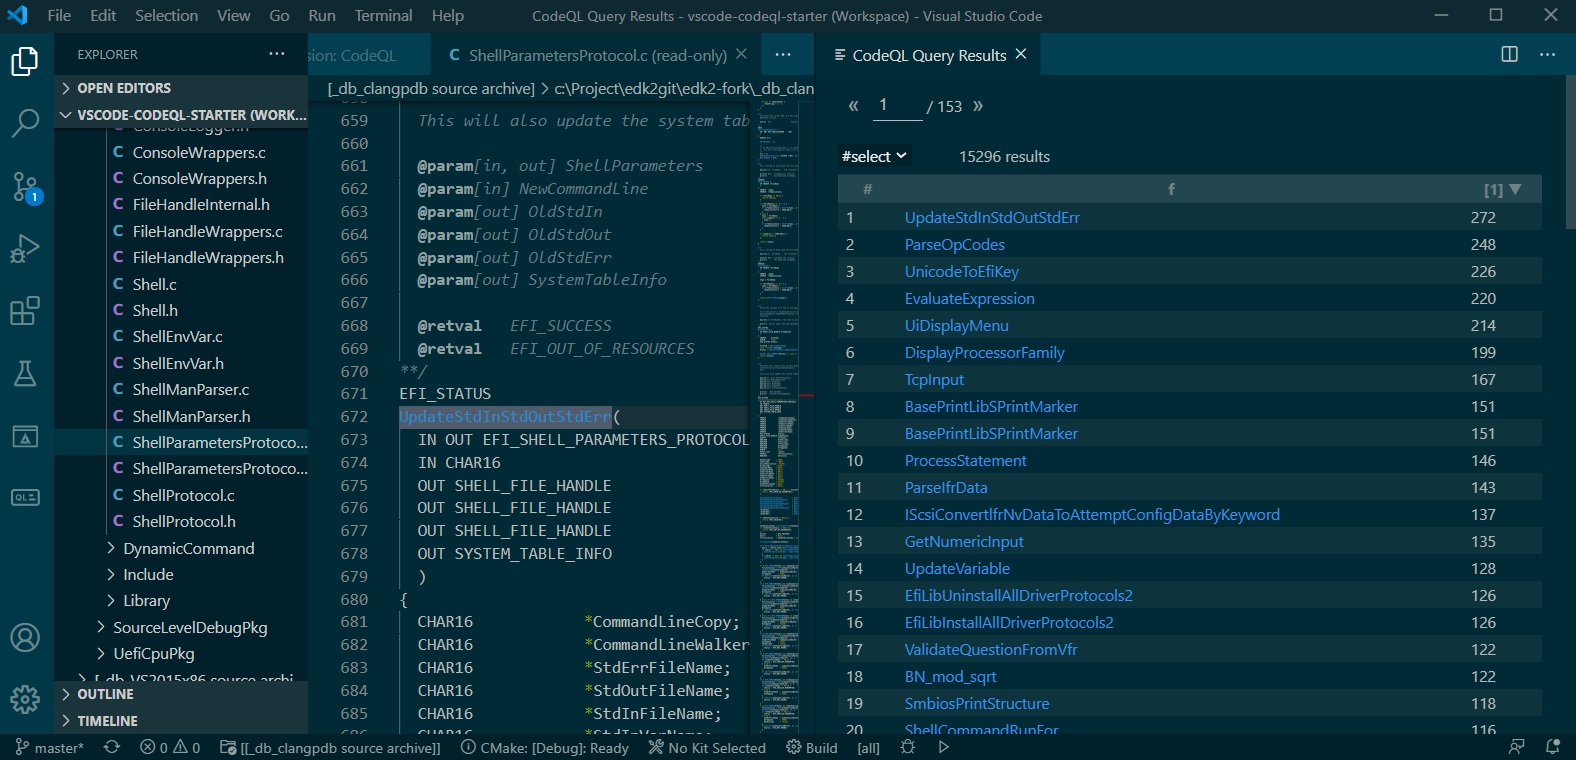 File Edit Selection View Go Run Terminal Help CodeQL Query Results - vscode-codeql-starter (Workspace) - Visual Studio Code
EXPLORER ···
OPEN EDITORS
VSCODE-CODEQL-STARTER (WORK...
C ConsoleLogger.h
C ConsoleWrappers.c
C ConsoleWrappers.h
C FileHandleInternal.h
C FileHandleWrappers.c
C FileHandleWrappers.h
C Shell.c
C Shell.h
C ShellEnvVar.c
C ShellEnvVar.h
C ShellManParser.c
C ShellManParser.h
C ShellParametersProtoco...
C ShellParametersProtoco...
C ShellProtocol.c
C ShellProtocol.h
DynamicCommand
Include
Library
SourceLevelDebugPkg
UefiCpuPkg
[_db_VS2015x86 source archi
OUTLINE
TIMELINE
1
QL
sion: CodeQL
C ShellParametersProtocol.c (read-only) ···
[_db_clangpdb source archive] > c:\Project\edk2git\edk2-fork\_db_clan
658
659 This will also update the system tab
660
661 @param[in, out] ShellParameters
662 @param[in] NewCommandLine
663 @param[out] OldStdIn
664 @param[out] OldStdOut
665 @param[out] OldStdErr
666 @param[out] SystemTableInfo
667
668 @retval EFI_SUCCESS
669 @retval EFI_OUT_OF_RESOURCES
670 **/
671 EFI_STATUS
672 UpdateStdInStdOutStdErr(
673 IN OUT EFI_SHELL_PARAMETERS_PROTOCOL
674 IN CHAR16
675 OUT SHELL_FILE_HANDLE
676 OUT SHELL_FILE_HANDLE
677 OUT SHELL_FILE_HANDLE
678 OUT SYSTEM_TABLE_INFO
679 )
680 {
681 CHAR16 *CommandLineCopy;
682 CHAR16 *CommandLineWalker
683 CHAR16 *StdErrFileName;
684 CHAR16 *StdOutFileName;
685 CHAR16 *StdInFileName;
686 CHAR16 *StdInVarName
CodeQL Query Results ···
« 1 / 153 »
#select 15296 results
# f [1] ▼
1 UpdateStdInStdOutStdErr 272
2 ParseOpCodes 248
3 UnicodeToEfiKey 226
4 EvaluateExpression 220
5 UiDisplayMenu 214
6 DisplayProcessorFamily 199
7 TcpInput 167
8 BasePrintLibSPrintMarker 151
9 BasePrintLibSPrintMarker 151
10 ProcessStatement 146
11 ParseIfrData 143
12 IScsiConvertIfrNvDataToAttemptConfigDataByKeyword 137
13 GetNumericInput 135
14 UpdateVariable 128
15 EfiLibUninstallAllDriverProtocols2 126
16 EfiLibInstallAllDriverProtocols2 126
17 ValidateQuestionFromVfr 122
18 BN_mod_sqrt 122
19 SmbiosPrintStructure 118
20 ShellCommandRunFor 116
master* 0 0 [[_db_clangpdb source archive]] CMake: [Debug]: Ready No Kit Selected Build [all]